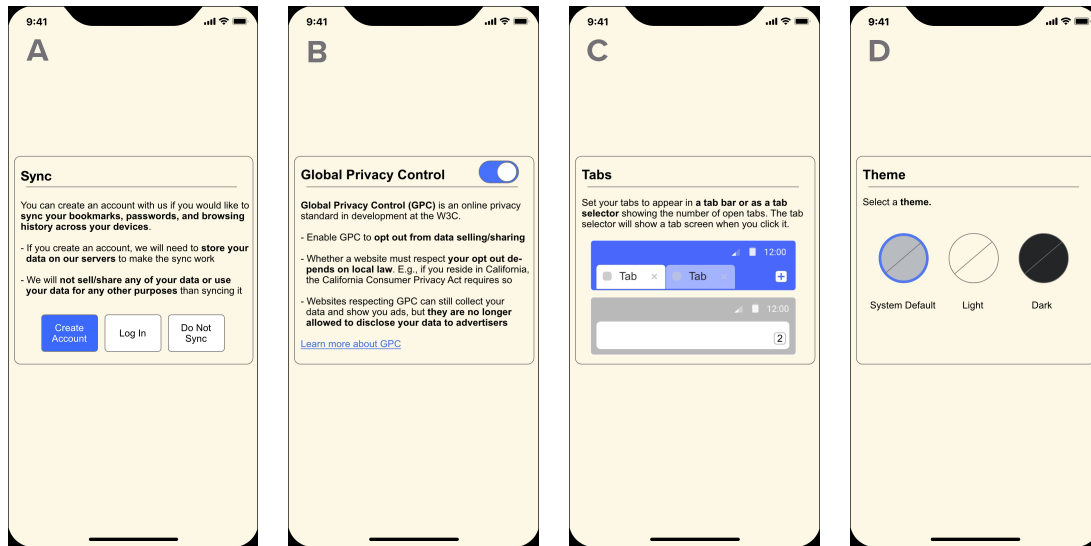 9:41
A
Sync
You can create an account with us if you would like to
sync your bookmarks, passwords, and browsing
history across your devices.
- If you create an account, we will need to store your
data on our servers to make the sync work
- We will not sell/share any of your data or use
your data for any other purposes than syncing it
Create
Account
Log In
Do Not
Sync
9:41
B
Global Privacy Control
Global Privacy Control (GPC) is an online privacy
standard in development at the W3C.
- Enable GPC to opt out from data selling/sharing
- Whether a website must respect your opt out de-
pends on local law. E.g., if you reside in California,
the California Consumer Privacy Act requires so
- Websites respecting GPC can still collect your
data and show you ads, but they are no longer
allowed to disclose your data to advertisers
Learn more about GPC
9:41
C
Tabs
Set your tabs to appear in a tab bar or as a tab
selector showing the number of open tabs. The tab
selector will show a tab screen when you click it.
12:00
Tab × Tab ×
12:00
2
9:41
D
Theme
Select a theme.
System Default
Light
Dark